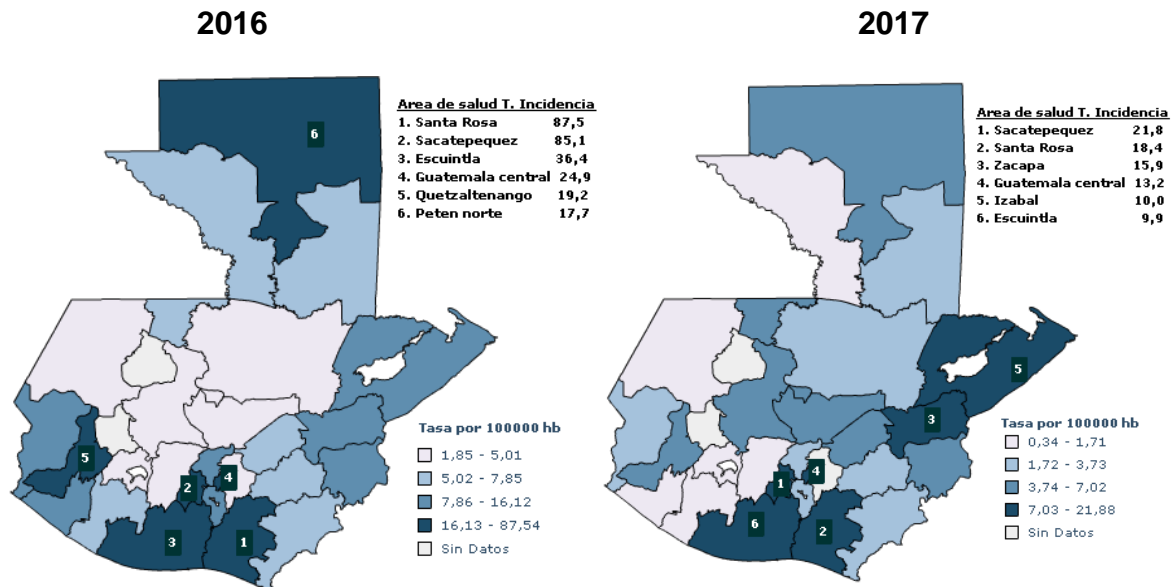 2016
2017
Area de salud T. Incidencia
1. Santa Rosa 87,5
2. Sacatepequez 85,1
3. Escuintla 36,4
4. Guatemala central 24,9
5. Quetzaltenango 19,2
6. Peten norte 17,7
6
5
4
2
3
1
Tasa por 100000 hb
1,85 - 5,01
5,02 - 7,85
7,86 - 16,12
16,13 - 87,54
Sin Datos
Area de salud T. Incidencia
1. Sacatepequez 21,8
2. Santa Rosa 18,4
3. Zacapa 15,9
4. Guatemala central 13,2
5. Izabal 10,0
6. Escuintla 9,9
5
3
4
1
6
2
Tasa por 100000 hb
0,34 - 1,71
1,72 - 3,73
3,74 - 7,02
7,03 - 21,88
Sin Datos